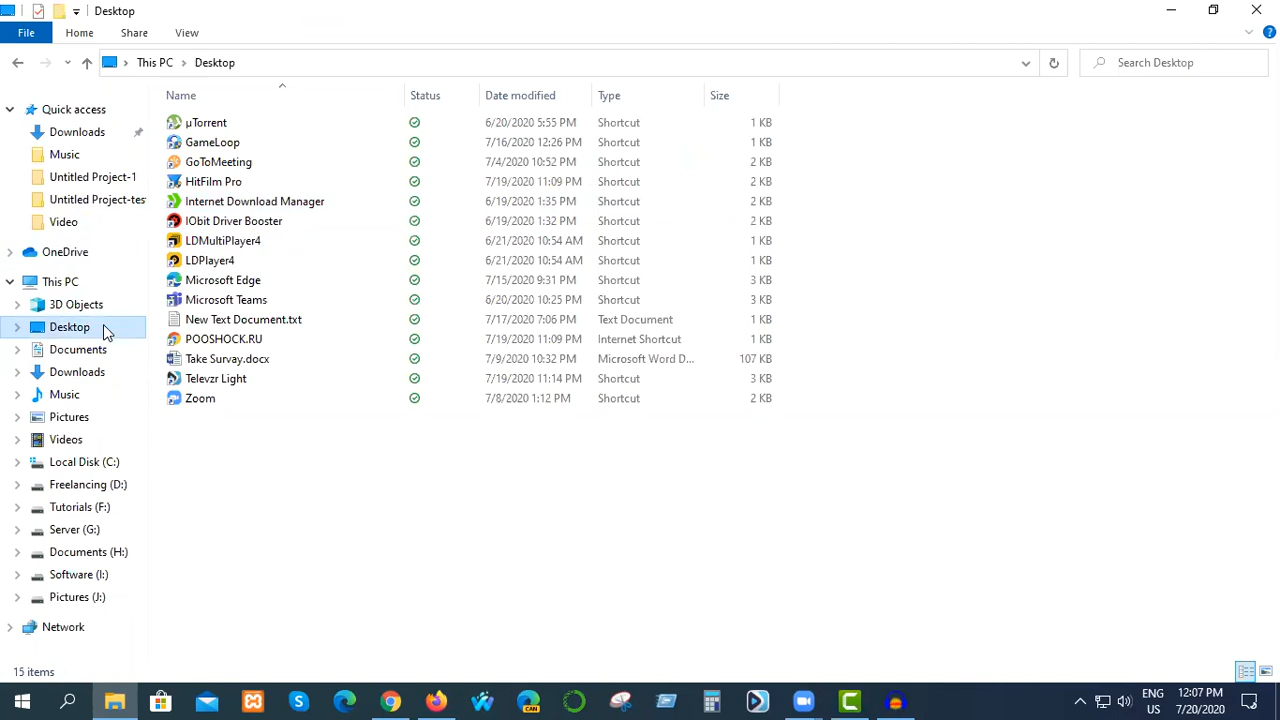 Desktop
File Home Share View
This PC Desktop Search Desktop
Name Status Date modified Type Size
Quick access
Downloads
Music
Untitled Project-1
Untitled Project-tes
Video
OneDrive
This PC
3D Objects
Desktop
Documents
Downloads
Music
Pictures
Videos
Local Disk (C:)
Freelancing (D:)
Tutorials (F:)
Server (G:)
Documents (H:)
Software (I:)
Pictures (J:)
Network
µTorrent 6/20/2020 5:55 PM Shortcut 1 KB
GameLoop 7/16/2020 12:26 PM Shortcut 1 KB
GoToMeeting 7/4/2020 10:52 PM Shortcut 2 KB
HitFilm Pro 7/19/2020 11:09 PM Shortcut 2 KB
Internet Download Manager 6/19/2020 1:35 PM Shortcut 2 KB
IObit Driver Booster 6/19/2020 1:32 PM Shortcut 2 KB
LDMultiPlayer4 6/21/2020 10:54 AM Shortcut 1 KB
LDPlayer4 6/21/2020 10:54 AM Shortcut 1 KB
Microsoft Edge 7/15/2020 9:31 PM Shortcut 3 KB
Microsoft Teams 6/20/2020 10:25 PM Shortcut 3 KB
New Text Document.txt 7/17/2020 7:06 PM Text Document 1 KB
POOSHOCK.RU 7/19/2020 11:09 PM Internet Shortcut 1 KB
Take Survay.docx 7/9/2020 10:32 PM Microsoft Word D... 107 KB
Televzr Light 7/19/2020 11:14 PM Shortcut 3 KB
Zoom 7/8/2020 1:12 PM Shortcut 2 KB
15 items
CAN
ENG
US
12:07 PM
7/20/2020